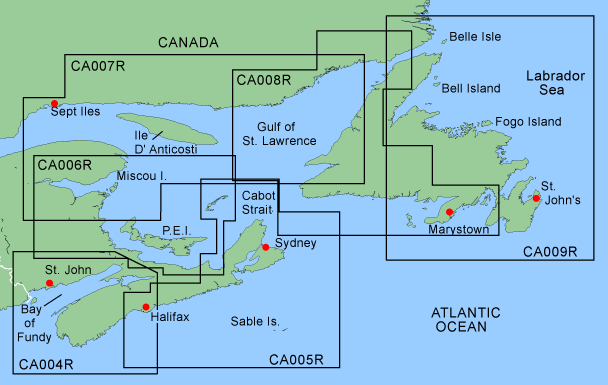 Belle Isle
CANADA
CA007R
CA008R
Labrador
Sea
Bell Island
Sept Iles
Fogo Island
Ile
D' Anticosti
Gulf of
St. Lawrence
CA006R
Miscou I.
Cabot
Strait
St.
John's
P.E.I.
Marystown
Sydney
CA009R
St. John
Bay
of
Fundy
Halifax
Sable Is.
ATLANTIC
OCEAN
CA004R
CA005R